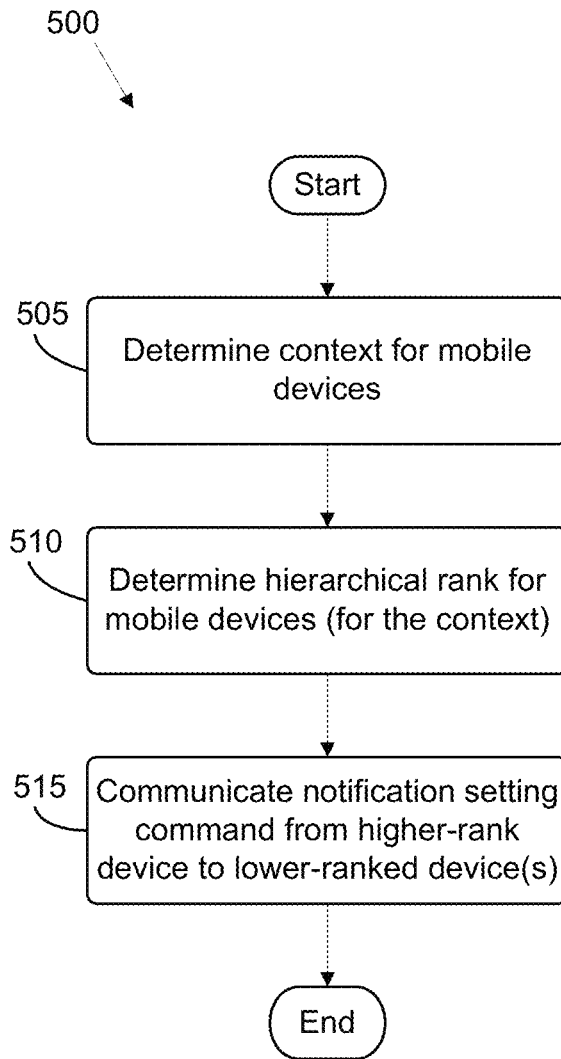 500
Start
505
Determine context for mobile
devices
510
Determine hierarchical rank for
mobile devices (for the context)
515
Communicate notification setting
command from higher-rank
device to lower-ranked device(s)
End